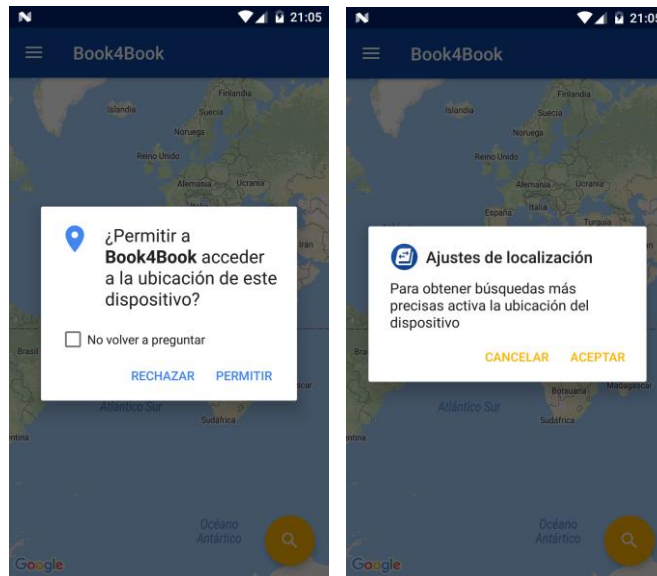 21:05
Book4Book
Finlandia
Islandia
Suecia
Noruega
Reino Unido
Alemania
Ucrania
Italia
¿Permitir a
Book4Book acceder
a la ubicación de este
dispositivo?
Irán
No volver a preguntar
Brasil
RECHAZAR PERMITIR
Atlántico Sur
Sudáfrica
Océano
Antártico
Google
21:05
Book4Book
Finlandia
Islandia
Suecia
Noruega
Reino Unido
Alemania
Ucrania
Italia
España
Turquía
Irán
Ajustes de localización
Para obtener búsquedas más
precisas activa la ubicación del
dispositivo
CANCELAR ACEPTAR
Botsuana
Madagascar
Atlántico Sur
Sudáfrica
Océano
Antártico
Google